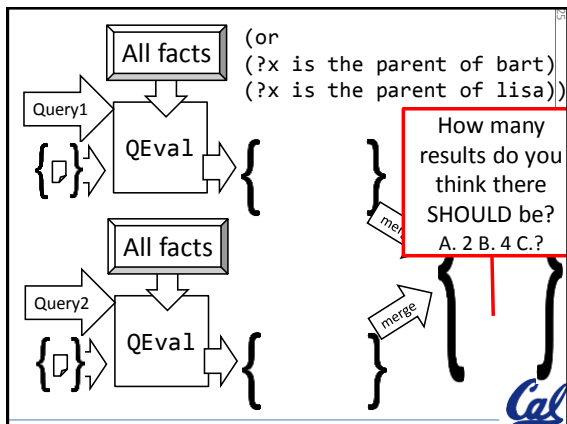 All facts
(or
(?x is the parent of bart)
(?x is the parent of lisa))
Query1
QEval
How many
results do you
think there
SHOULD be?
A. 2 B. 4 C.?
All facts
Query2
QEval
merge
Cal
25